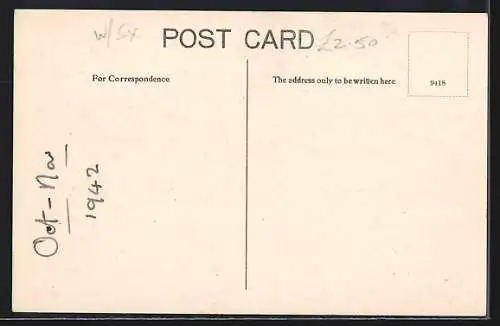 W/SX
POST CARD £2.50
For Correspondence
The address only to be written here
9418
Oct - Nov
1942